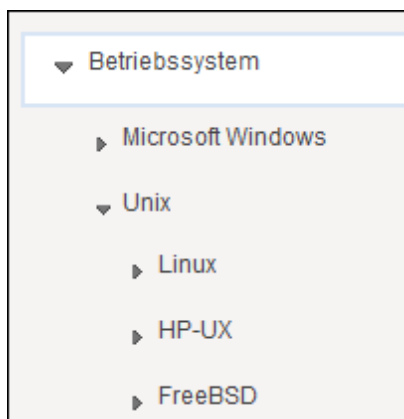 Betriebssystem
Microsoft Windows
Unix
Linux
HP-UX
FreeBSD